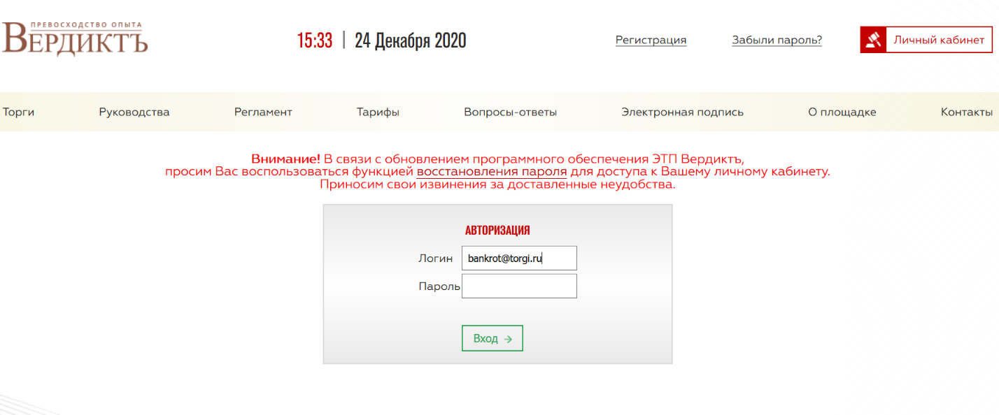 ПРЕВОСХОДСТВО ОПЫТА
ВЕРДИКТЪ
15:33 | 24 Декабря 2020
Регистрация
Забыли пароль?
Личный кабинет
Торги Руководства Регламент Тарифы Вопросы-ответы Электронная подпись О площадке Контакты
Внимание! В связи с обновлением программного обеспечения ЭТП Вердиктъ,
просим Вас воспользоваться функцией восстановления пароля для доступа к Вашему личному кабинету.
Приносим свои извинения за доставленные неудобства.
АВТОРИЗАЦИЯ
Логин bankrot@torgi.ru
Пароль
Вход →